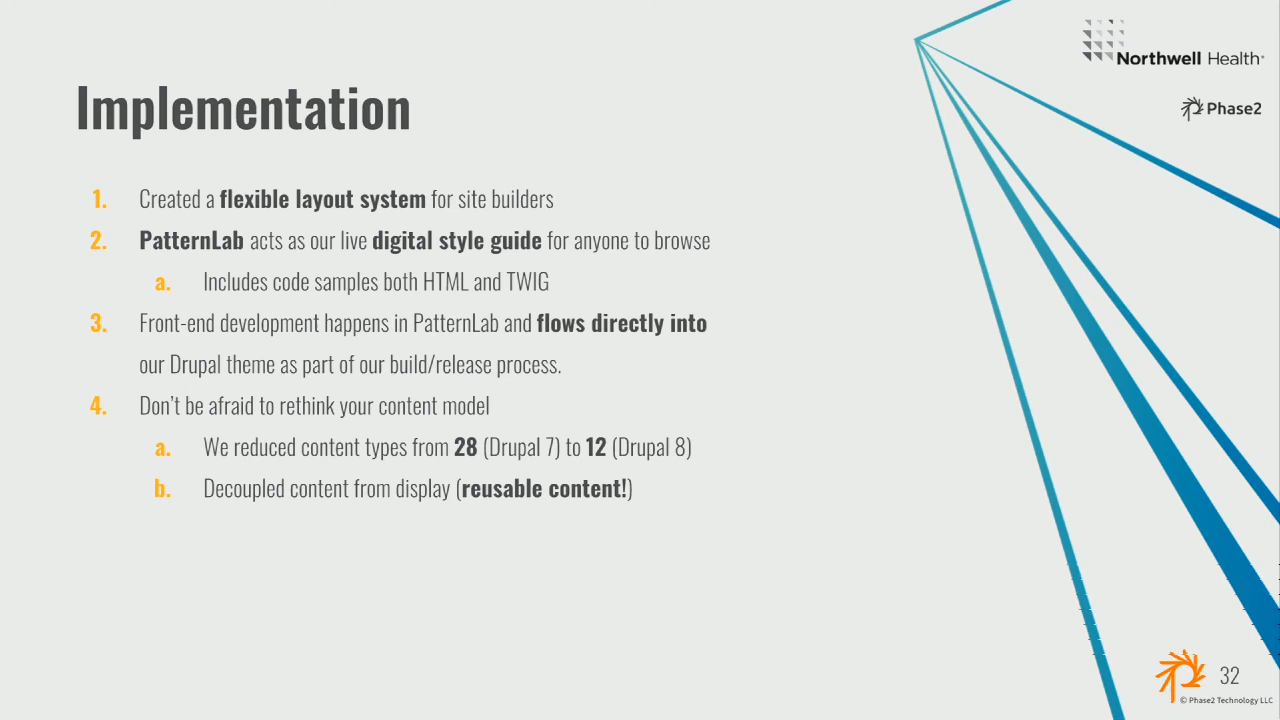 Northwell Health
Phase2
Implementation
1. Created a flexible layout system for site builders
2. PatternLab acts as our live digital style guide for anyone to browse
a. Includes code samples both HTML and TWIG
3. Front-end development happens in PatternLab and flows directly into
our Drupal theme as part of our build/release process.
4. Don't be afraid to rethink your content model
a. We reduced content types from 28 (Drupal 7) to 12 (Drupal 8)
b. Decoupled content from display (reusable content!)
32
© Phase2 Technology LLC